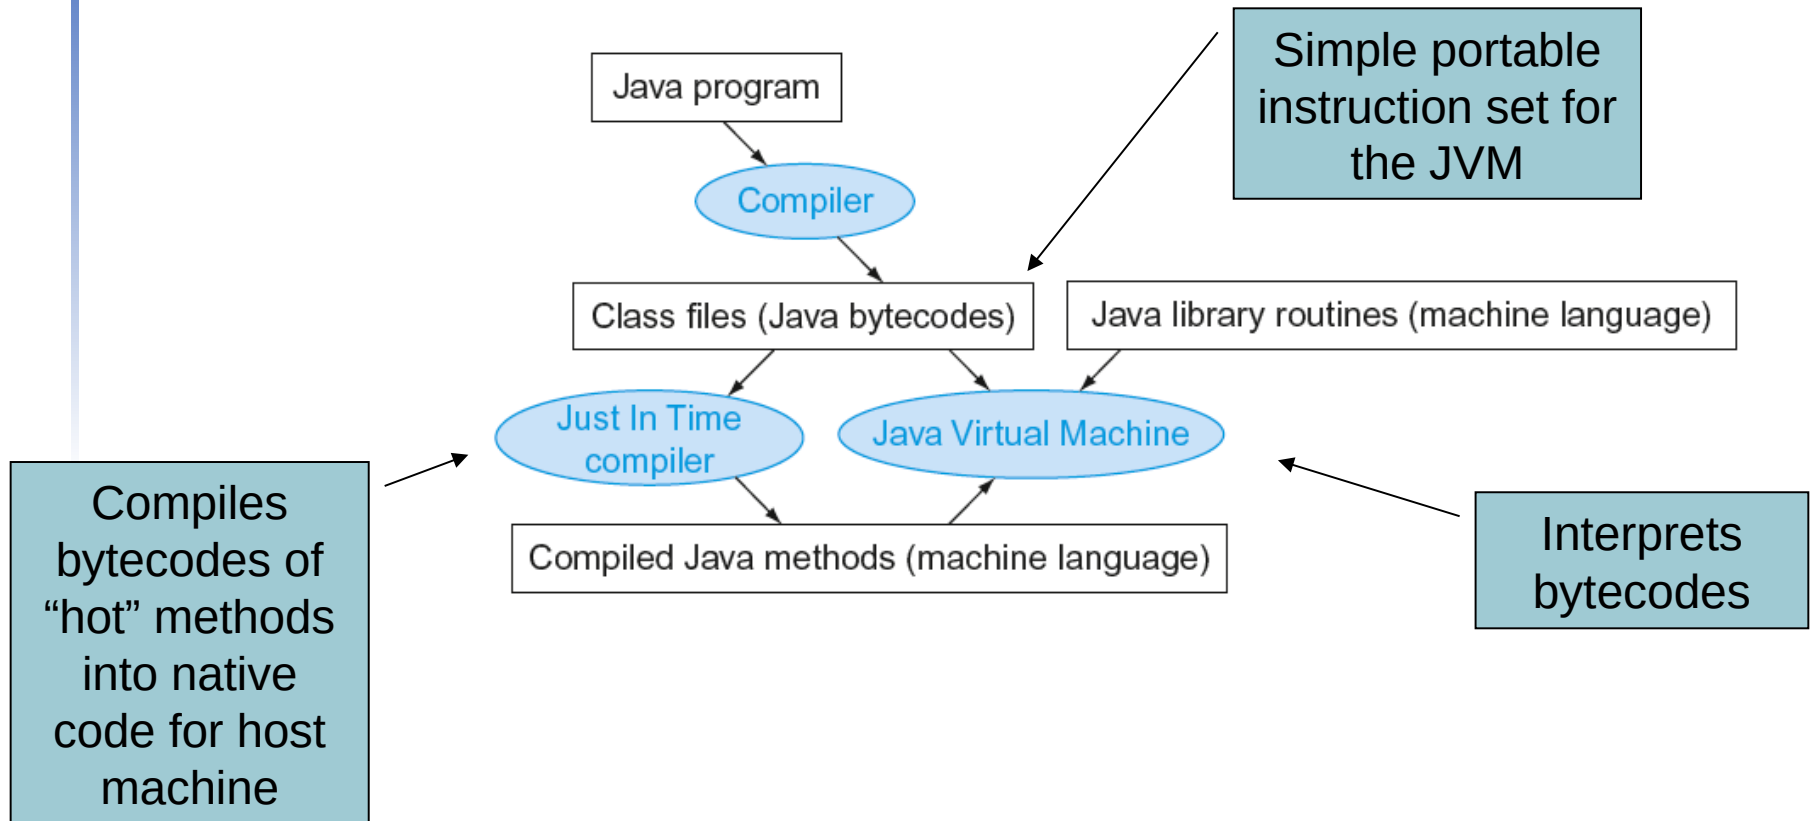 Simple portable
instruction set for
the JVM
Java program
Compiler
Class files (Java bytecodes)
Java library routines (machine language)
Just In Time
compiler
Java Virtual Machine
Compiles
bytecodes of
“hot” methods
into native
code for host
machine
Interprets
bytecodes
Compiled Java methods (machine language)